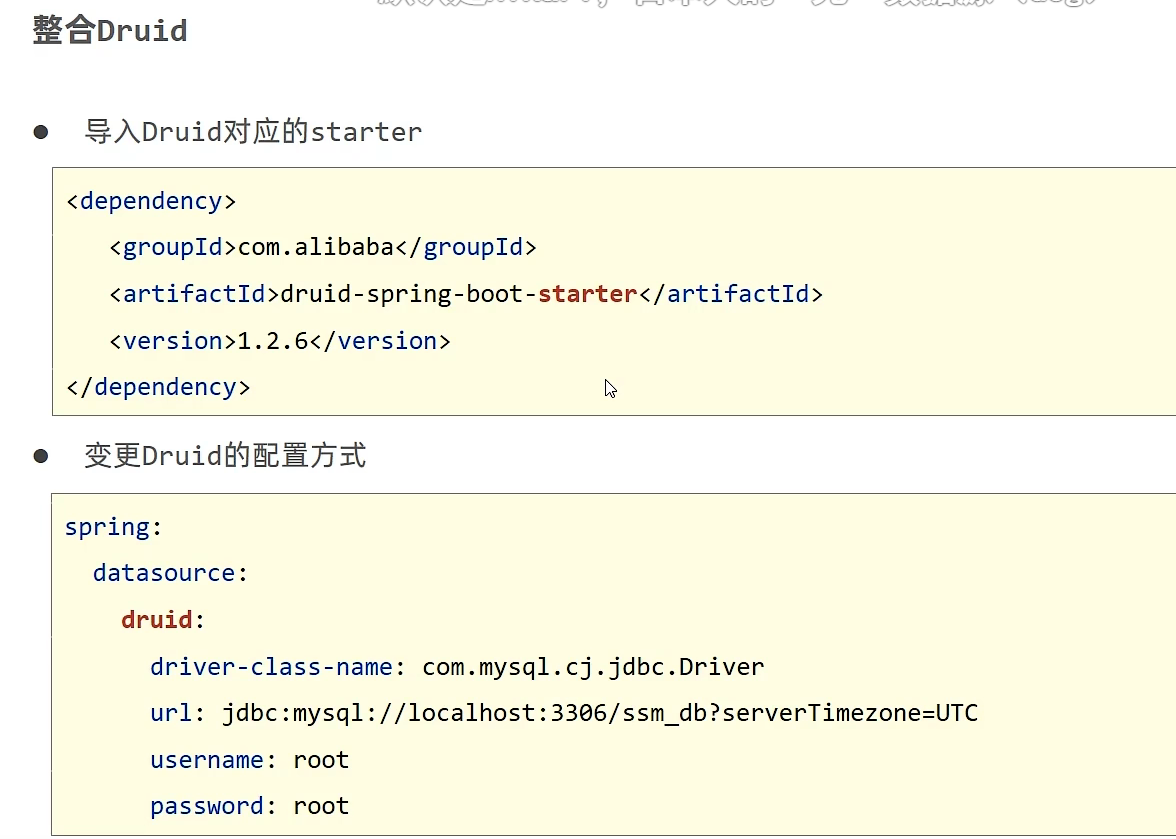 整合Druid
● 导入Druid对应的starter
<dependency>
<groupId>com.alibaba</groupId>
<artifactId>druid-spring-boot-starter</artifactId>
<version>1.2.6</version>
</dependency>
● 变更Druid的配置方式
spring:
datasource:
druid:
driver-class-name: com.mysql.cj.jdbc.Driver
url: jdbc:mysql://localhost:3306/ssm_db?serverTimezone=UTC
username: root
password: root